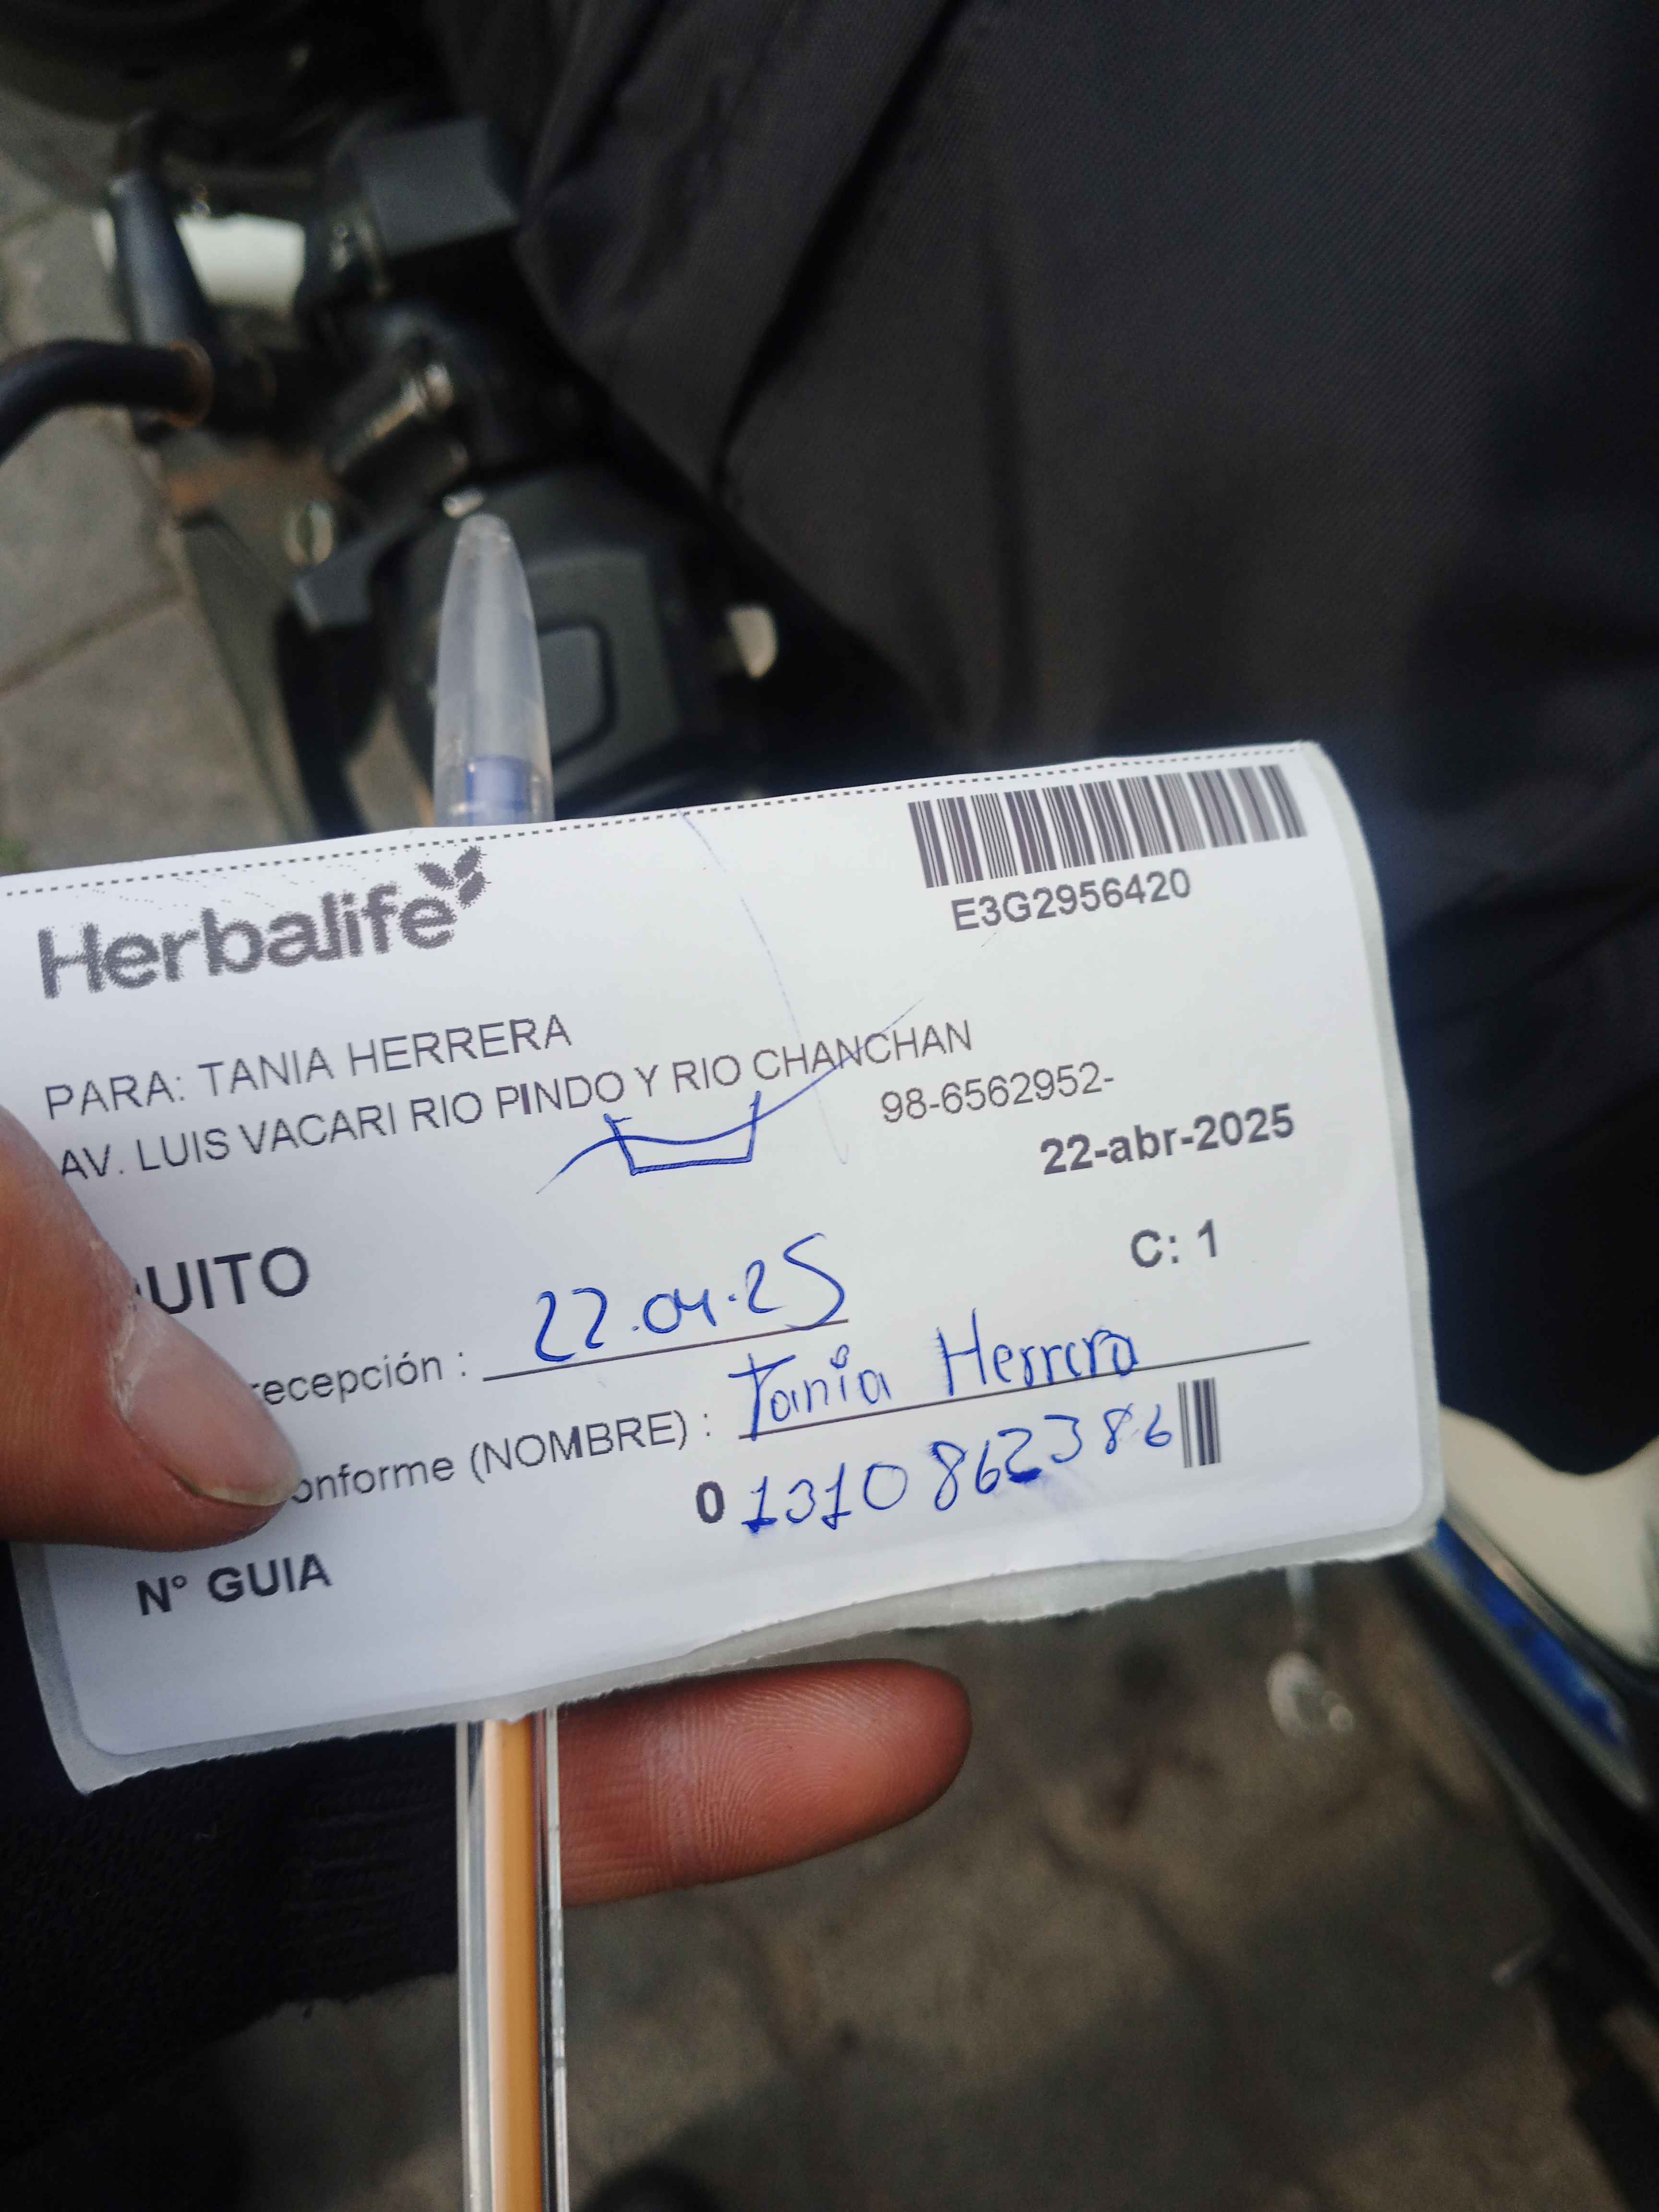 Herbalife
E3G2956420
PARA: TANIA HERRERA
AV. LUIS VACARI RIO PINDO Y RIO CHANCHAN
98-6562952-
22-abr-2025
UITO
C: 1
recepción : 22.04.25
onforme (NOMBRE) : Tania Herrera
0 1310862386
N° GUIA